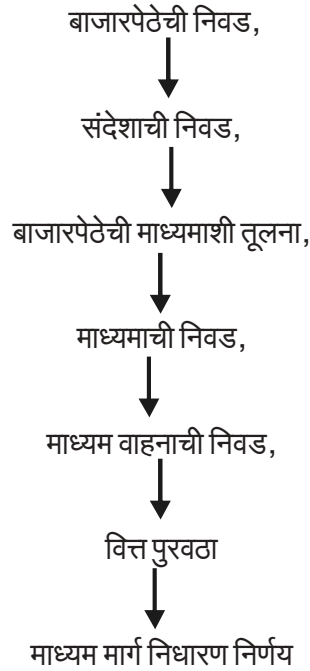 बाजारपेठेची निवड,
संदेशाची निवड,
बाजारपेठेची माध्यमाशी तूलना,
माध्यमाची निवड,
माध्यम वाहनाची निवड,
वित्त पुरवठा
माध्यम मार्ग निधारण निर्णय